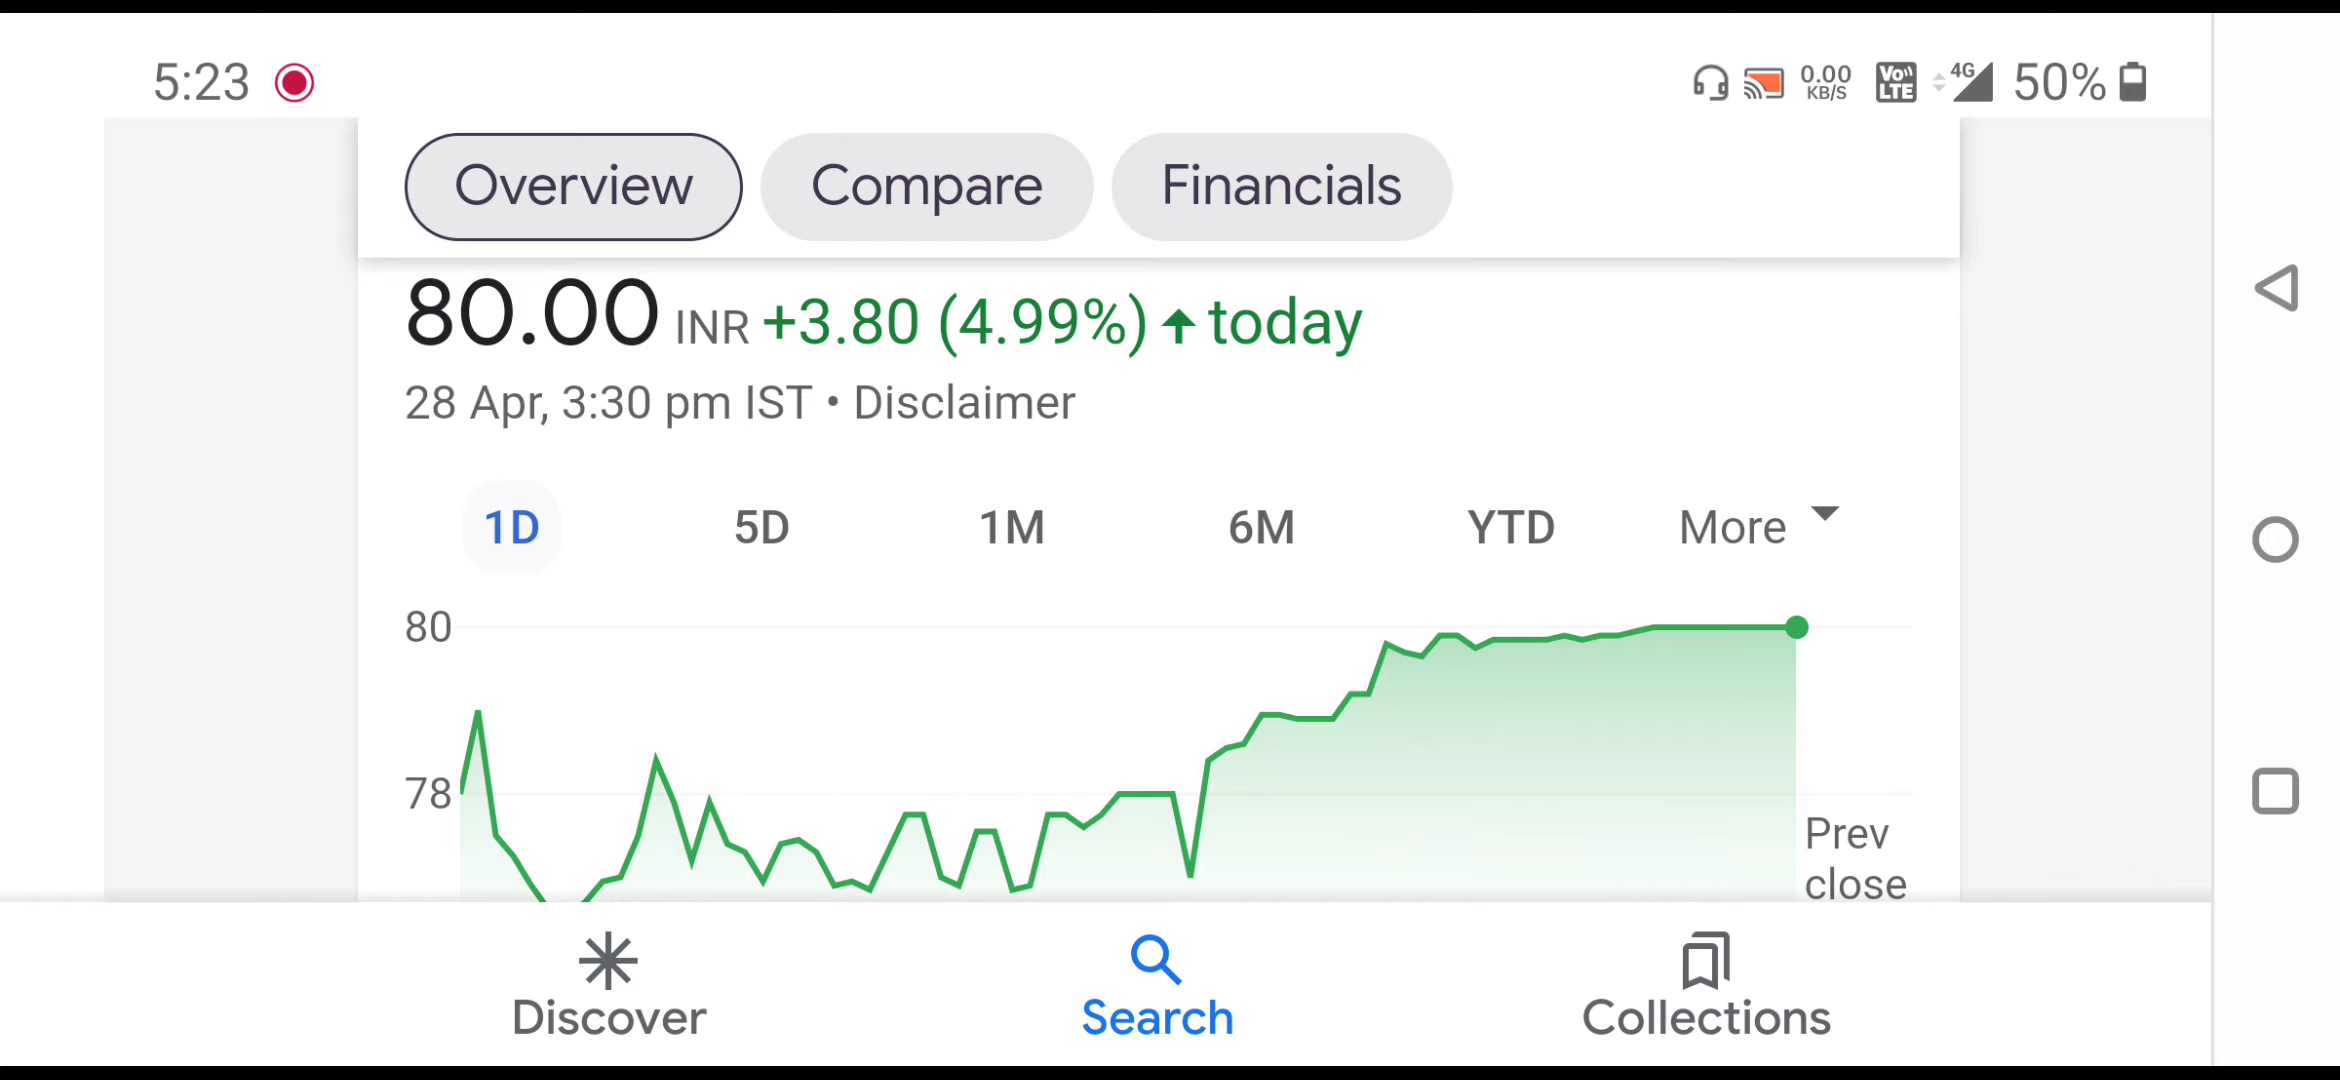 5:23
0.00 KB/S VoLTE 4G 50%
Overview Compare Financials
80.00 INR +3.80 (4.99%) ↑ today
28 Apr, 3:30 pm IST • Disclaimer
1D 5D 1M 6M YTD More
80
78
Prev
close
Discover Search Collections